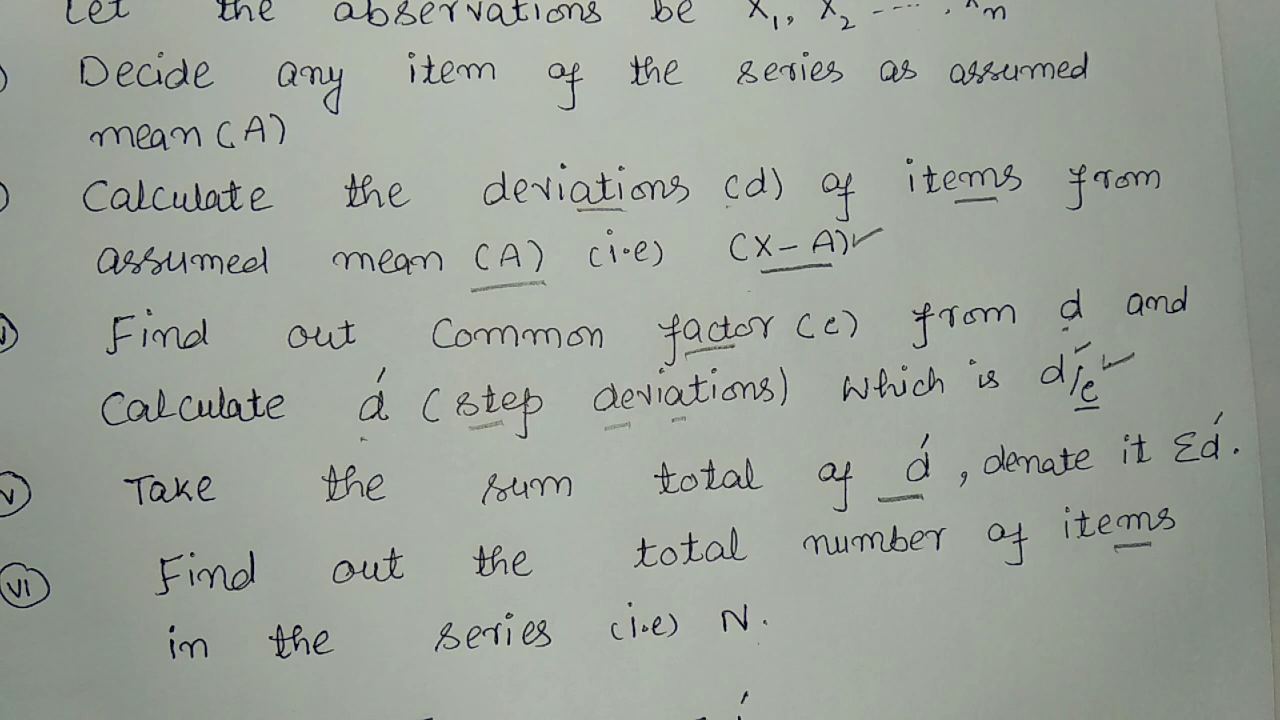 Let the observations be x₁, x₂ ----. xn
) Decide any item of the series as assumed
mean (A)
) Calculate the deviations (d) of items from
assumed mean (A) (i.e) (X-A)✓
) Find out common factor (c) from d and
Calculate d́ (step deviations) which is d/c✓
v) Take the sum total of d́, denate it Σd́.
(vi) Find out the total number of items
in the series (i.e) N.